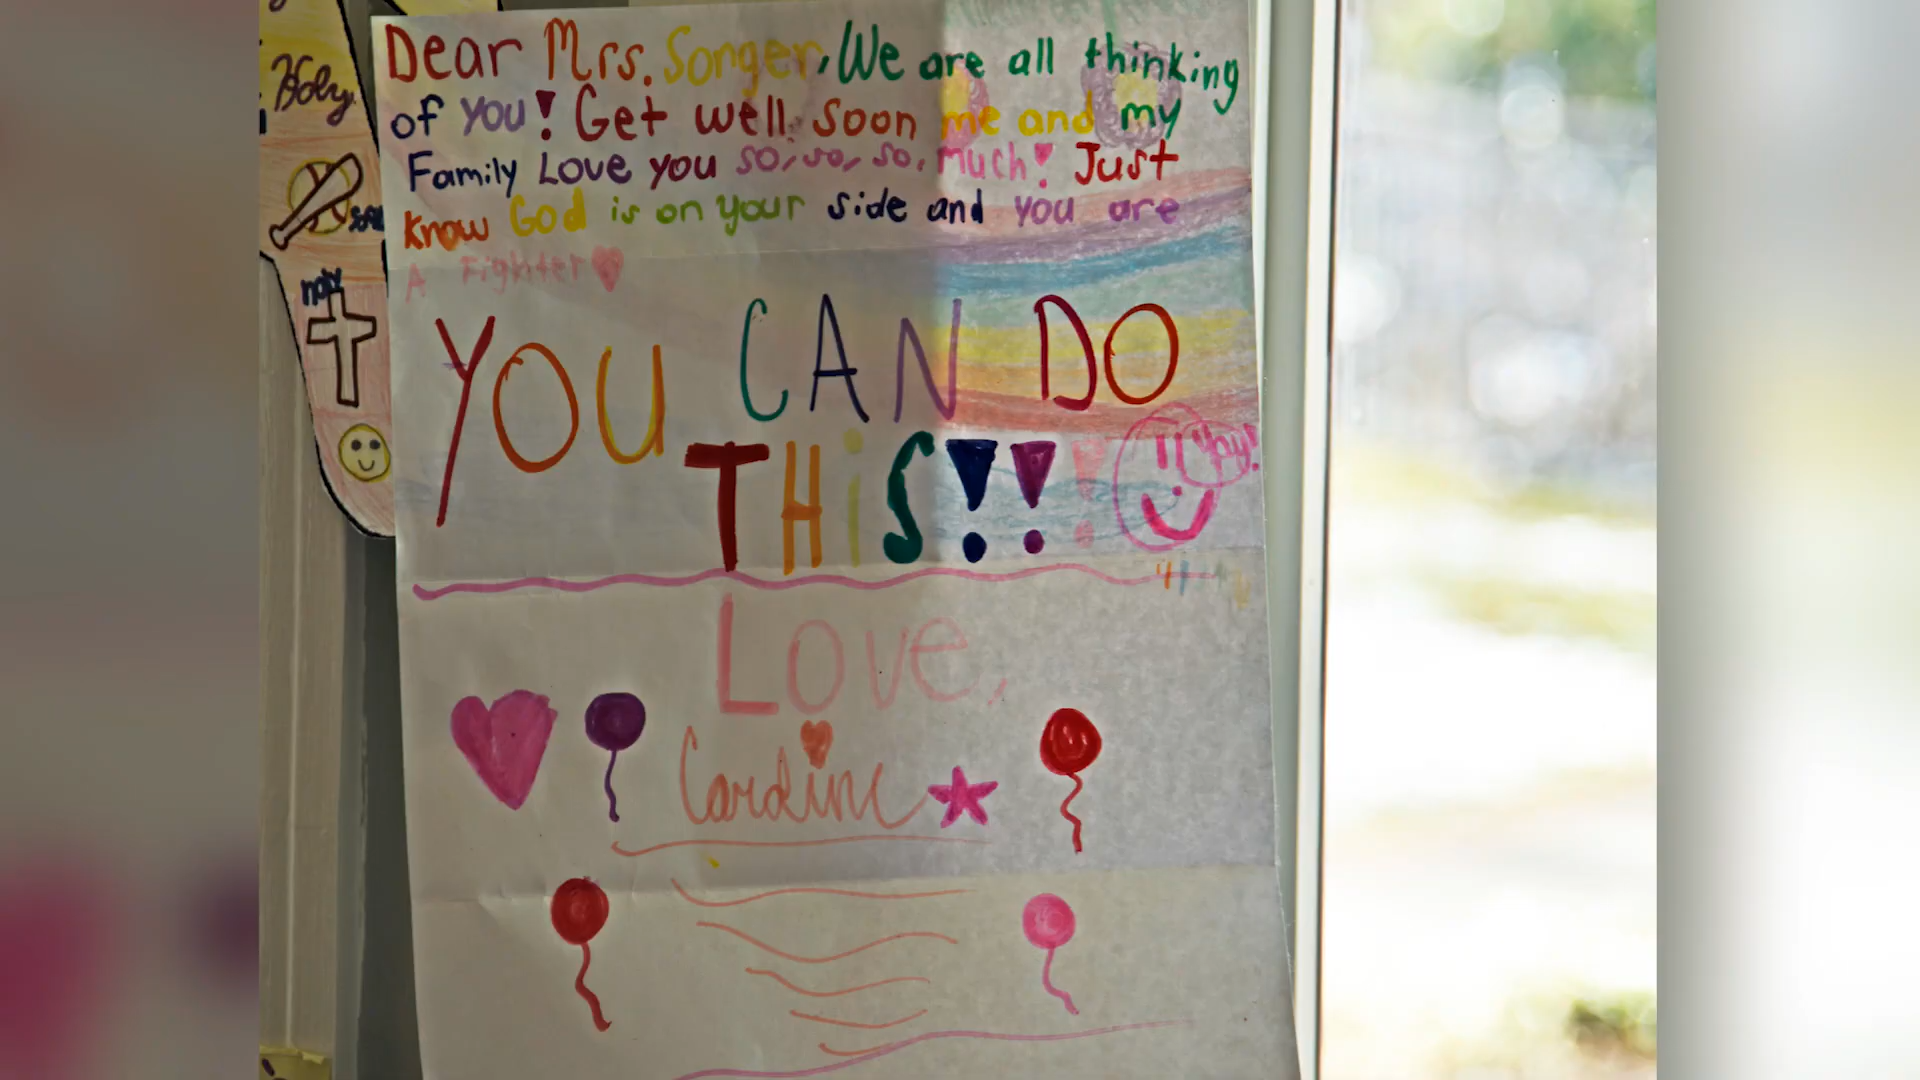 Dear Mrs. Songer, We are all thinking
of you! Get well soon me and my
Family Love you so, so, so, much! Just
know God is on your side and you are
A Fighter
YOU CAN DO
THiS!!!
Yay!
Love,
Caroline
Holy
Holy